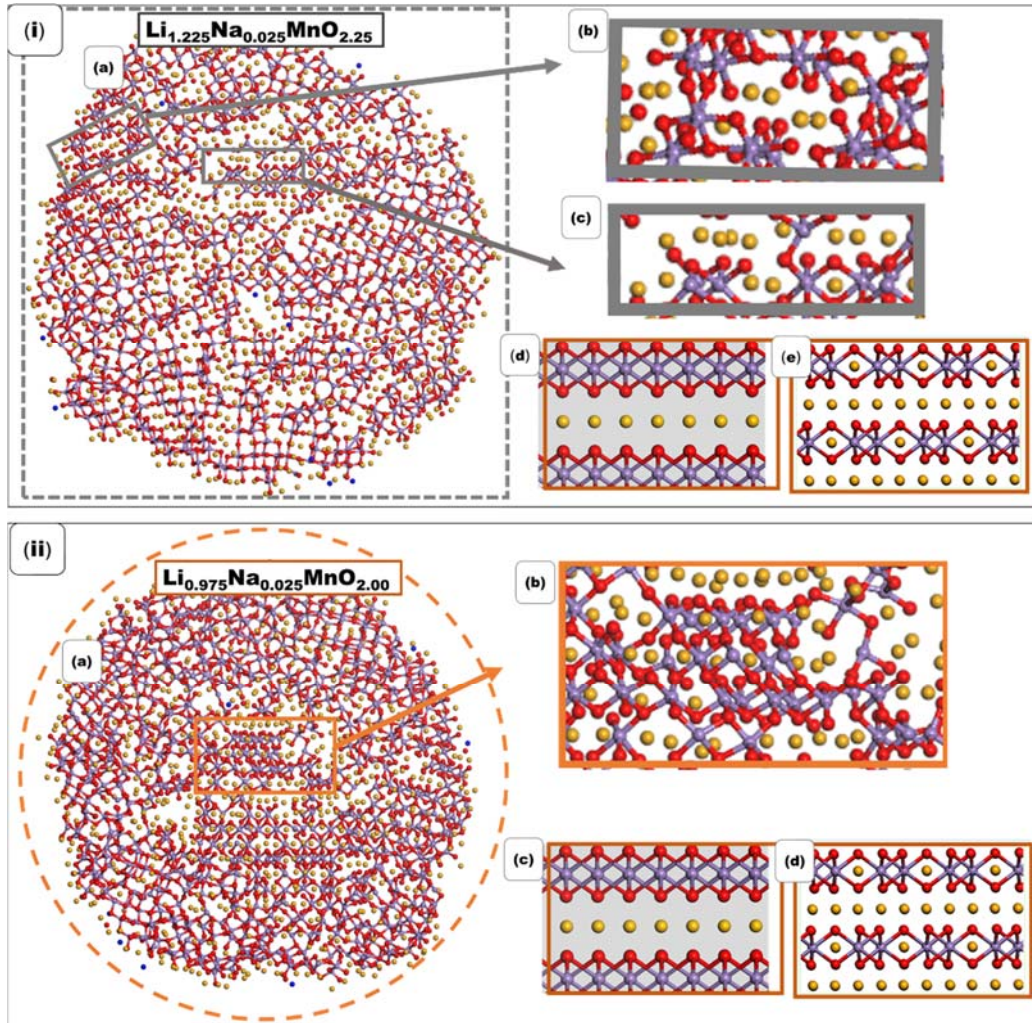 (i)
Li1.225Na0.025MnO2.25
(a)
(b)
(c)
(d)
(e)
(ii)
Li0.975Na0.025MnO2.00
(a)
(b)
(c)
(d)